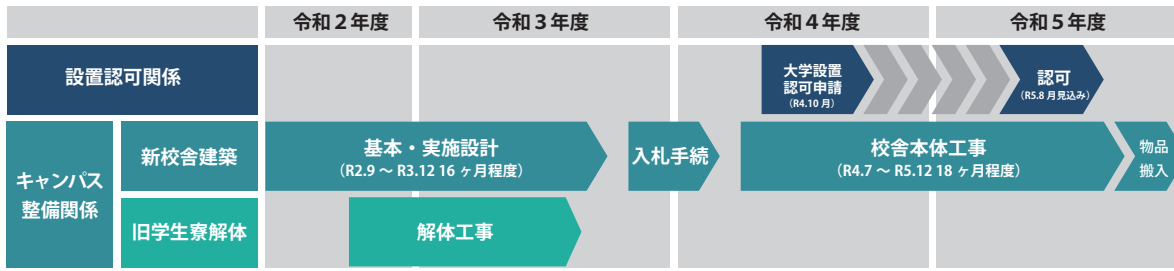 令和２年度
令和３年度
令和４年度
令和５年度
設置認可関係
大学設置
認可申請
（R4.10 月）
認可
（R5.8 月見込み）
キャンパス
整備関係
新校舎建築
基本・実施設計
（R2.9 ～ R3.12 16 ヶ月程度）
入札手続
校舎本体工事
（R4.7 ～ R5.12 18 ヶ月程度）
物品
搬入
旧学生寮解体
解体工事